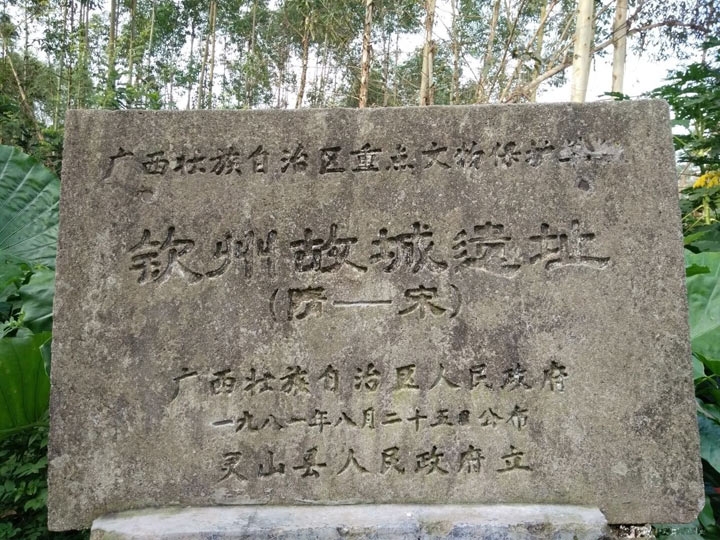 广西壮族自治区重点文物保护单位
钦州故城遗址
(隋—宋)
广西壮族自治区人民政府
一九八一年八月二十五日公布
灵山县人民政府立